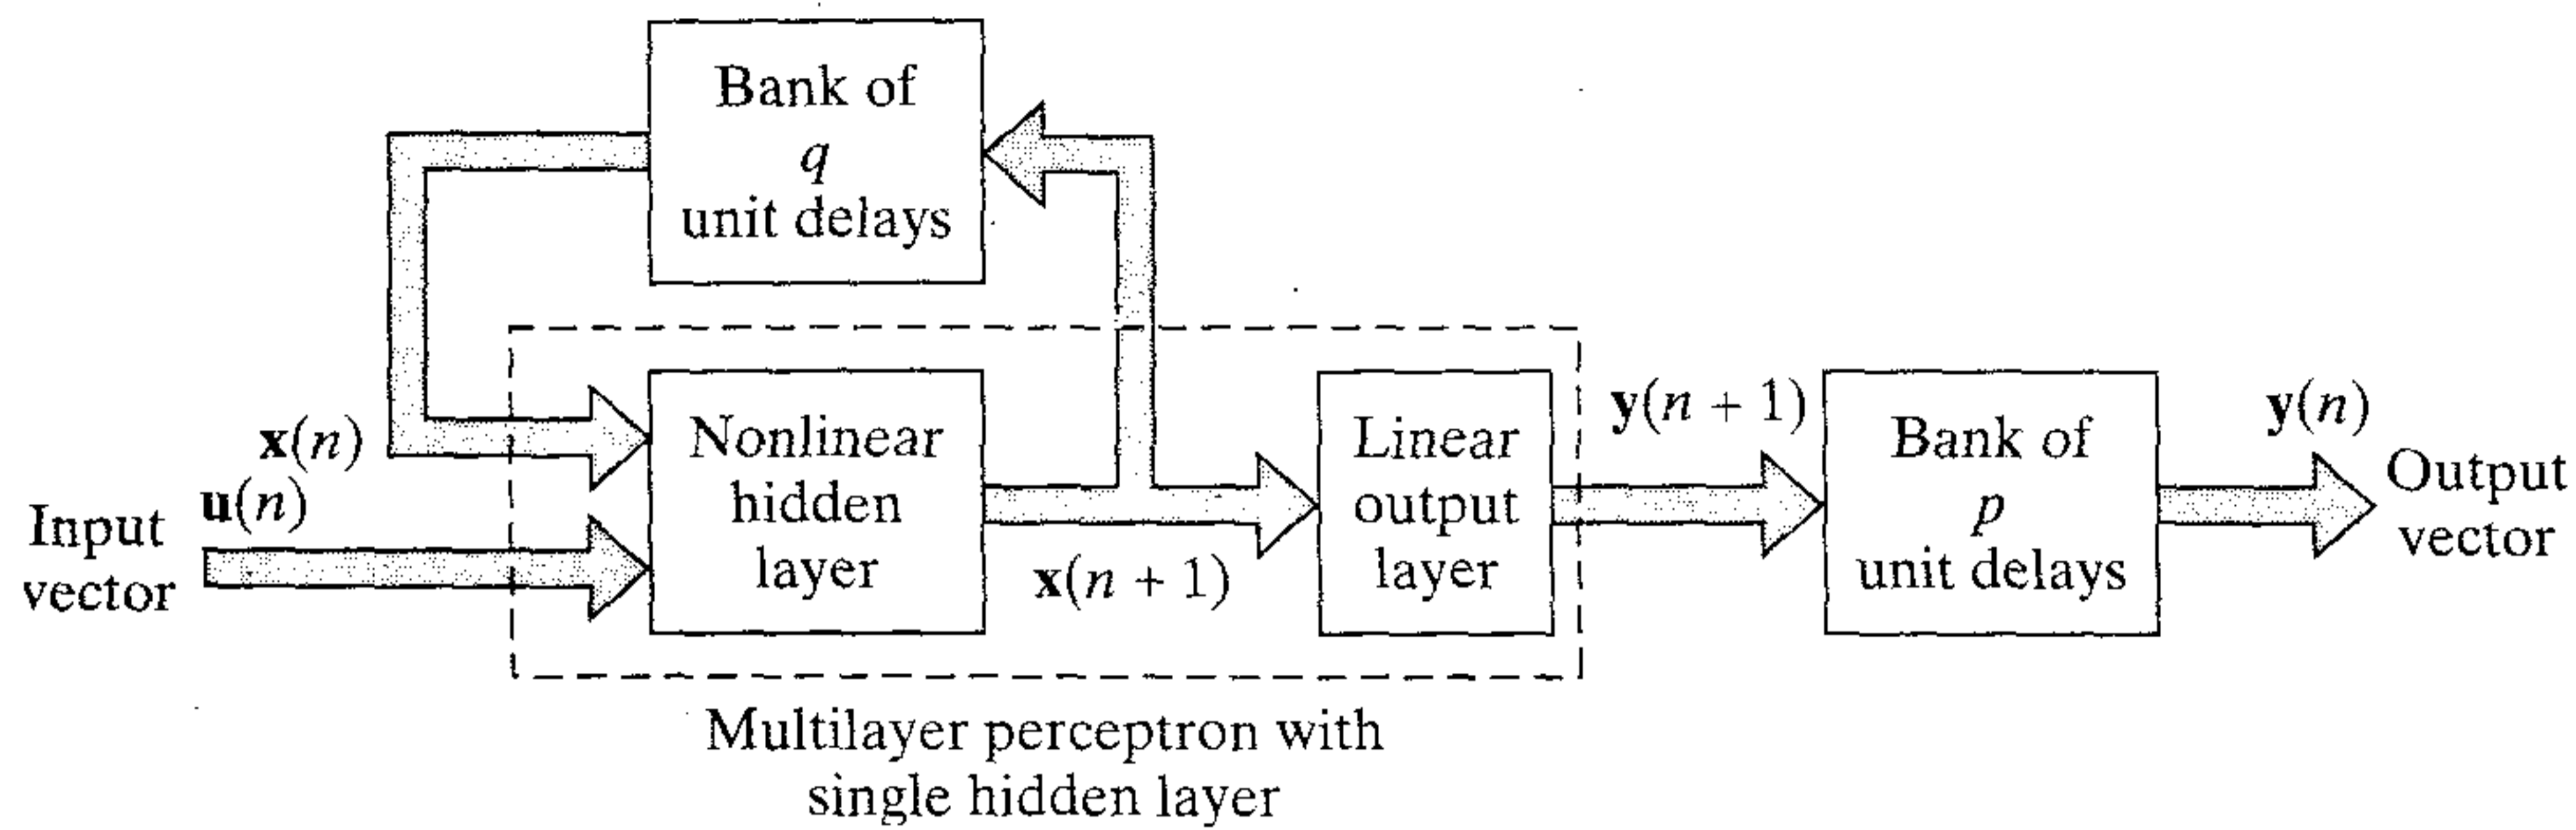 Bank of
q
unit delays
x(n)
u(n)
Input
vector
Nonlinear
hidden
layer
x(n + 1)
Linear
output
layer
y(n + 1)
Bank of
p
unit delays
y(n)
Output
vector
Multilayer perceptron with
single hidden layer